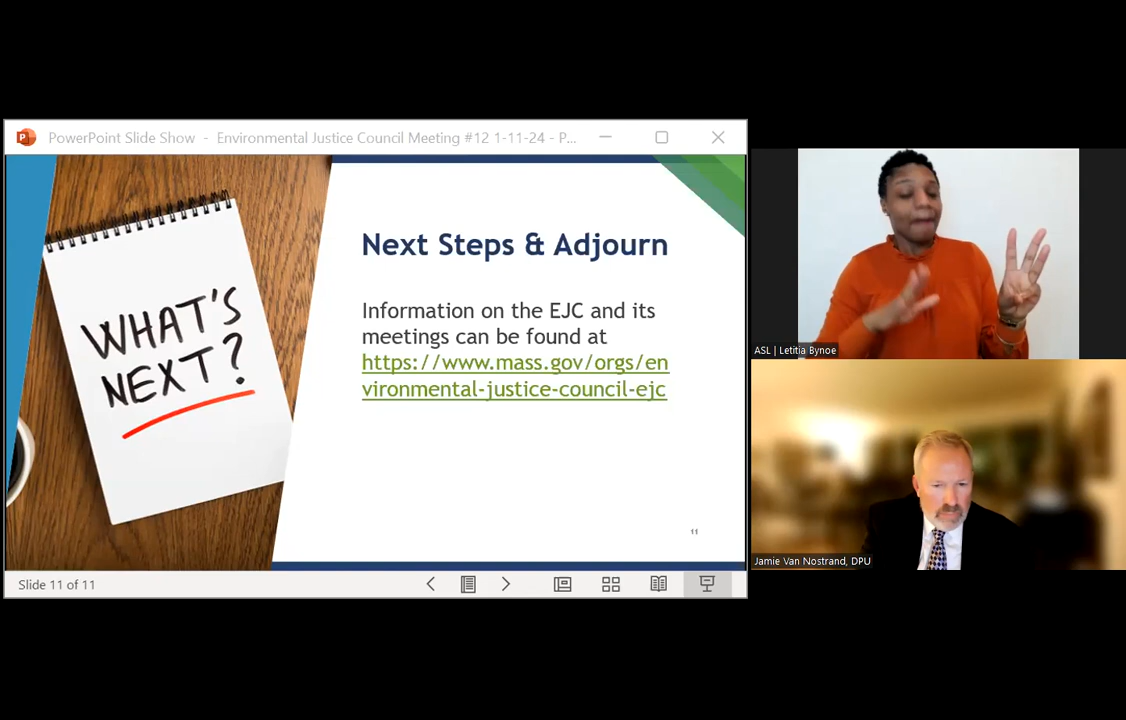 PowerPoint Slide Show - Environmental Justice Council Meeting #12 1-11-24 - P...
WHAT'S
NEXT?
Next Steps & Adjourn
Information on the EJC and its
meetings can be found at
https://www.mass.gov/orgs/en
vironmental-justice-council-ejc
11
Slide 11 of 11
ASL | Letitia Bynoe
Jamie Van Nostrand, DPU